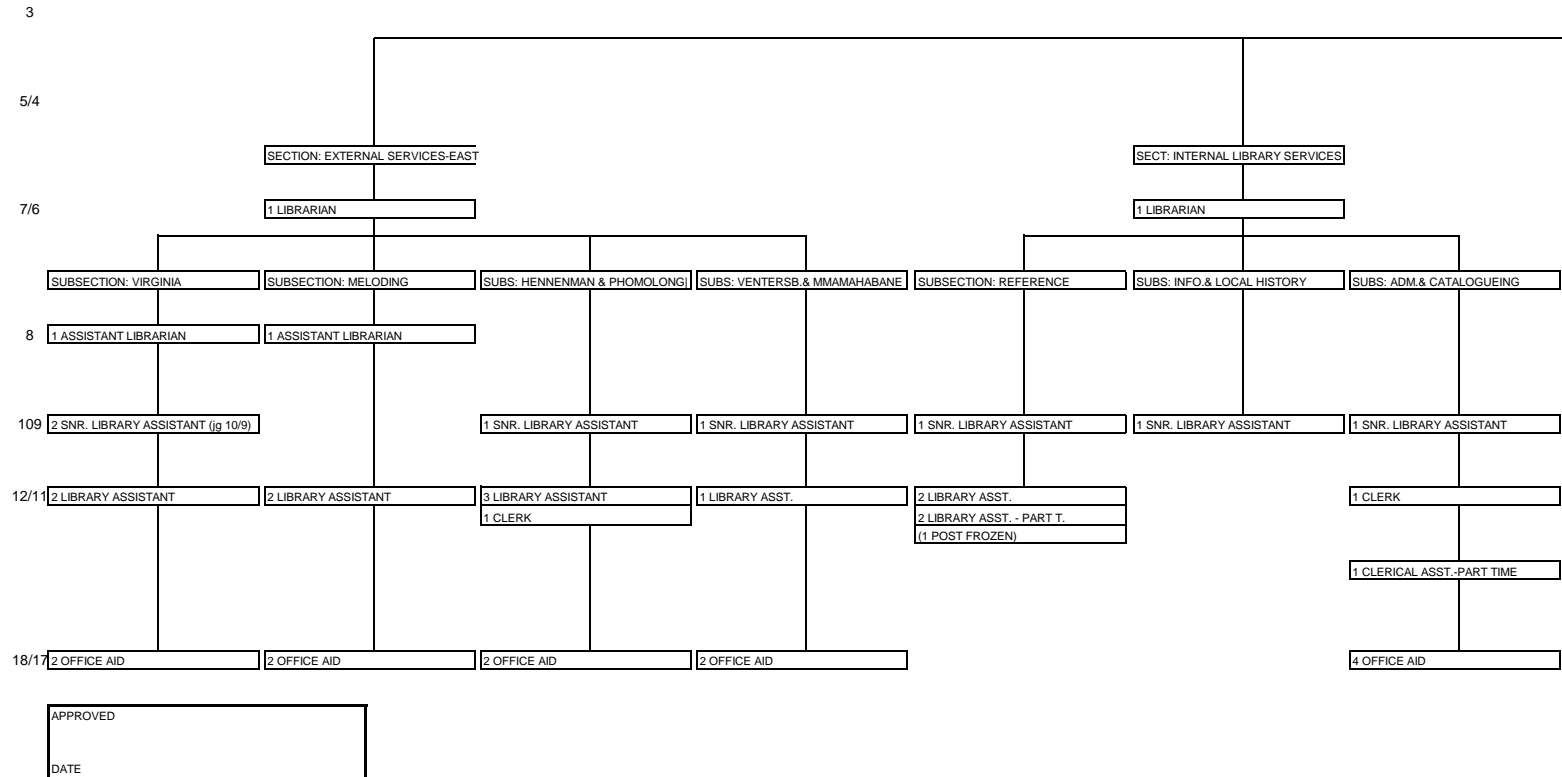 3
5/4
SECTION: EXTERNAL SERVICES-EAST
SECT: INTERNAL LIBRARY SERVICES
7/6
1 LIBRARIAN
1 LIBRARIAN
SUBSECTION: VIRGINIA
SUBSECTION: MELODING
SUBS: HENNENMAN & PHOMOLONG
SUBS: VENTERSB.& MMAMAHABANE
SUBSECTION: REFERENCE
SUBS: INFO.& LOCAL HISTORY
SUBS: ADM.& CATALOGUEING
8
1 ASSISTANT LIBRARIAN
1 ASSISTANT LIBRARIAN
109
2 SNR. LIBRARY ASSISTANT (jg 10/9)
1 SNR. LIBRARY ASSISTANT
1 SNR. LIBRARY ASSISTANT
1 SNR. LIBRARY ASSISTANT
1 SNR. LIBRARY ASSISTANT
1 SNR. LIBRARY ASSISTANT
12/11
2 LIBRARY ASSISTANT
2 LIBRARY ASSISTANT
3 LIBRARY ASSISTANT
1 LIBRARY ASST.
2 LIBRARY ASST.
1 CLERK
1 CLERK
2 LIBRARY ASST. - PART T.
(1 POST FROZEN)
1 CLERICAL ASST.-PART TIME
18/17
2 OFFICE AID
2 OFFICE AID
2 OFFICE AID
2 OFFICE AID
4 OFFICE AID
APPROVED
DATE